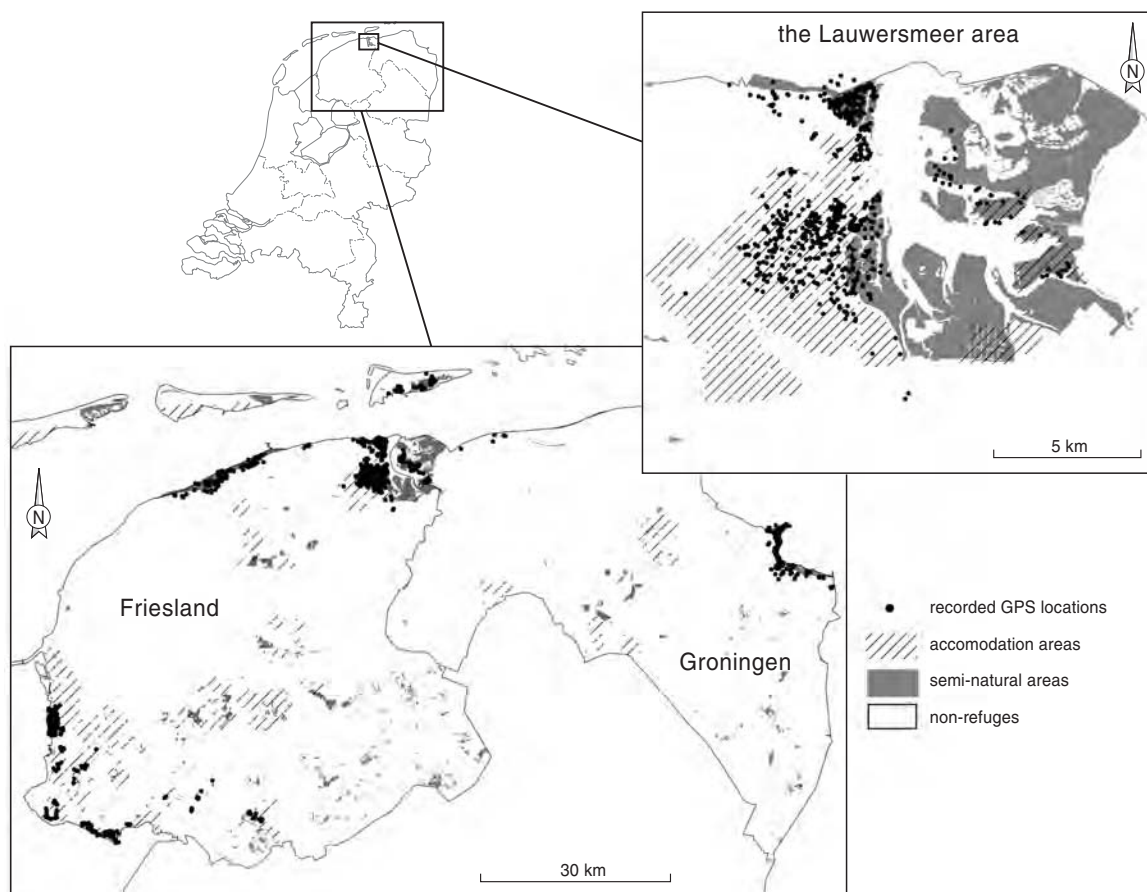 the Lauwersmeer area
N
5 km
N
Friesland
Groningen
30 km
recorded GPS locations
accomodation areas
semi-natural areas
non-refuges